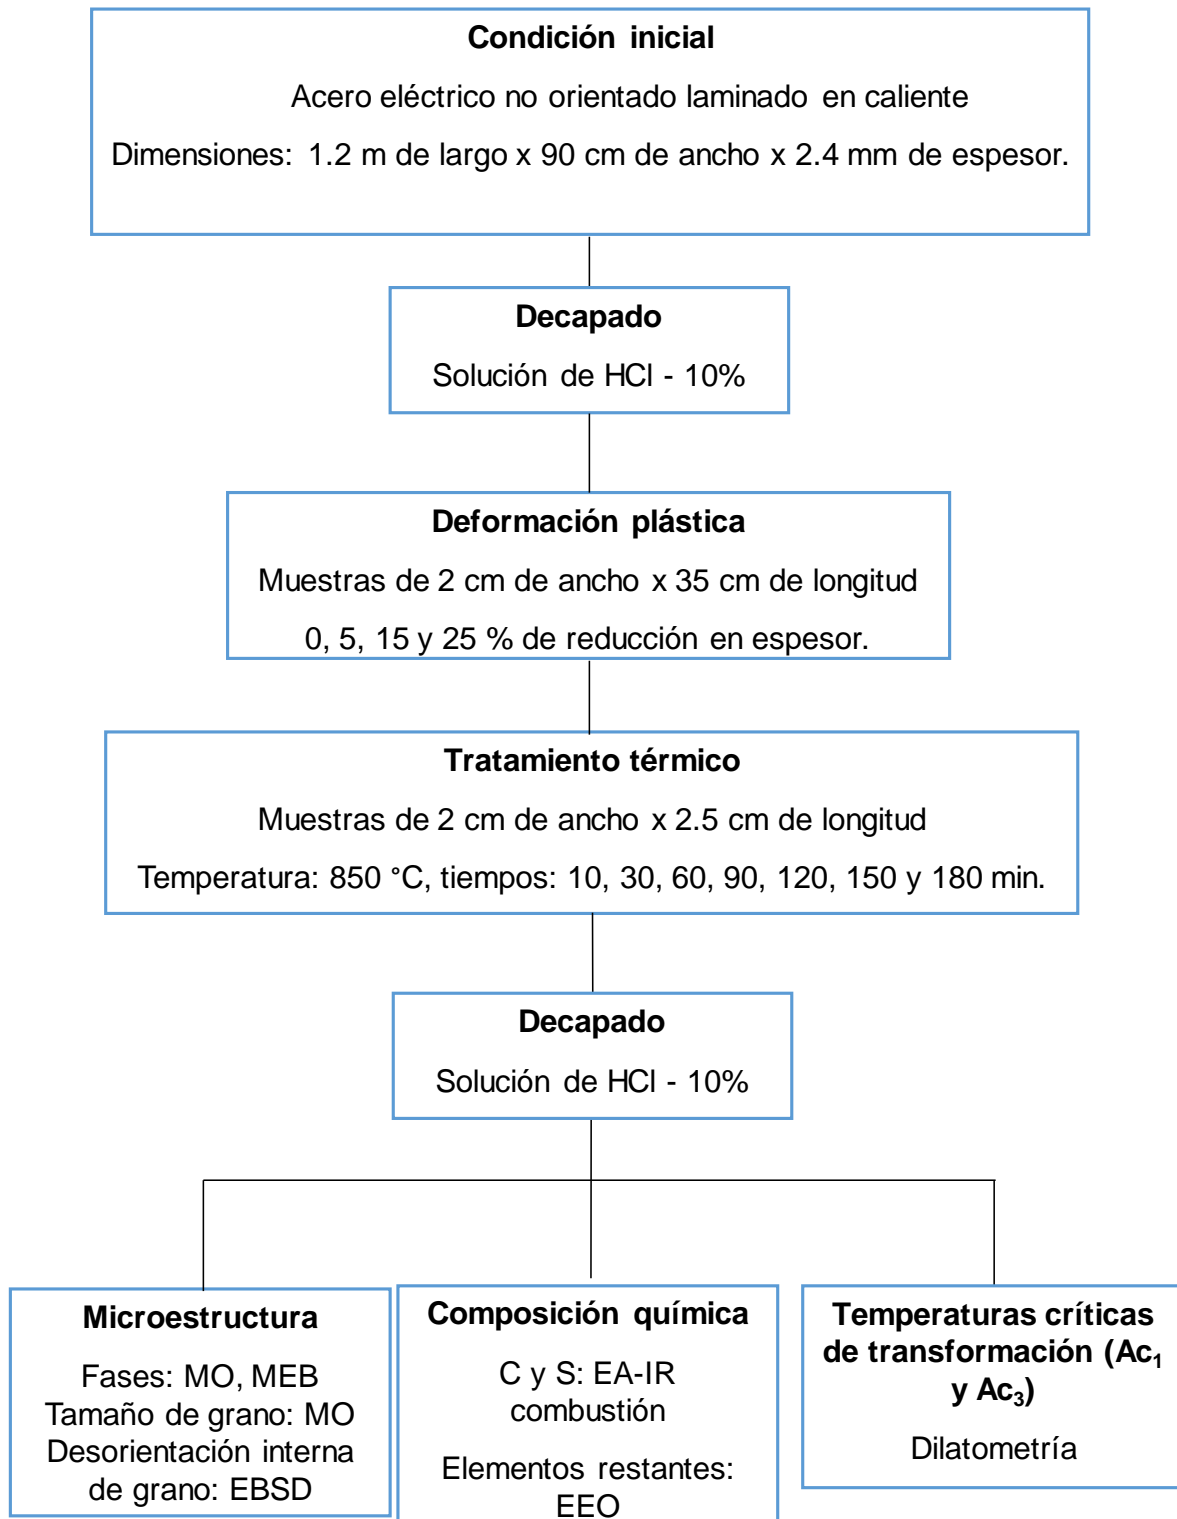 Condición inicial
Acero eléctrico no orientado laminado en caliente
Dimensiones: 1.2 m de largo x 90 cm de ancho x 2.4 mm de espesor.
Decapado
Solución de HCl - 10%
Deformación plástica
Muestras de 2 cm de ancho x 35 cm de longitud
0, 5, 15 y 25 % de reducción en espesor.
Tratamiento térmico
Muestras de 2 cm de ancho x 2.5 cm de longitud
Temperatura: 850 °C, tiempos: 10, 30, 60, 90, 120, 150 y 180 min.
Decapado
Solución de HCl - 10%
Microestructura
Fases: MO, MEB
Tamaño de grano: MO
Desorientación interna
de grano: EBSD
Composición química
C y S: EA-IR
combustión
Elementos restantes:
EEO
Temperaturas críticas
de transformación (Ac₁
y Ac₃)
Dilatometría